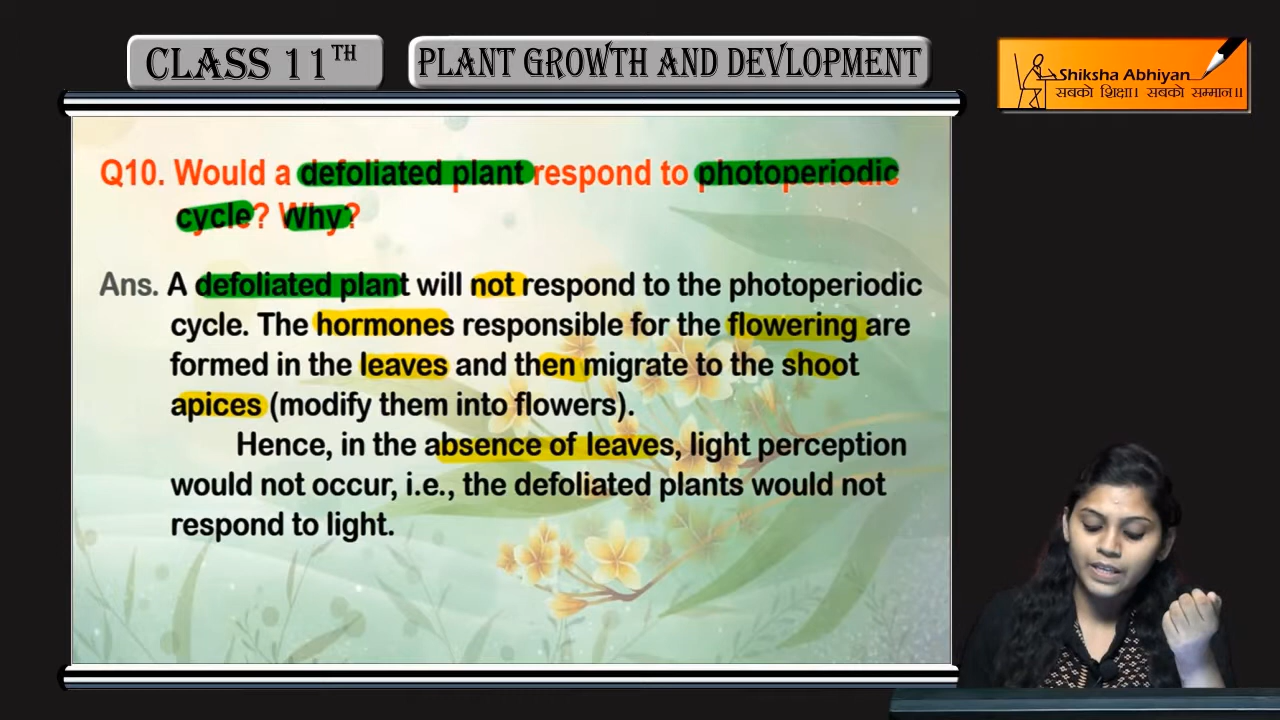 CLASS 11TH
PLANT GROWTH AND DEVLOPMENT
Shiksha Abhiyan
सबको शिक्षा। सबको सम्मान॥
Q10. Would a defoliated plant respond to photoperiodic
cycle? Why?
Ans. A defoliated plant will not respond to the photoperiodic
cycle. The hormones responsible for the flowering are
formed in the leaves and then migrate to the shoot
apices (modify them into flowers).
Hence, in the absence of leaves, light perception
would not occur, i.e., the defoliated plants would not
respond to light.